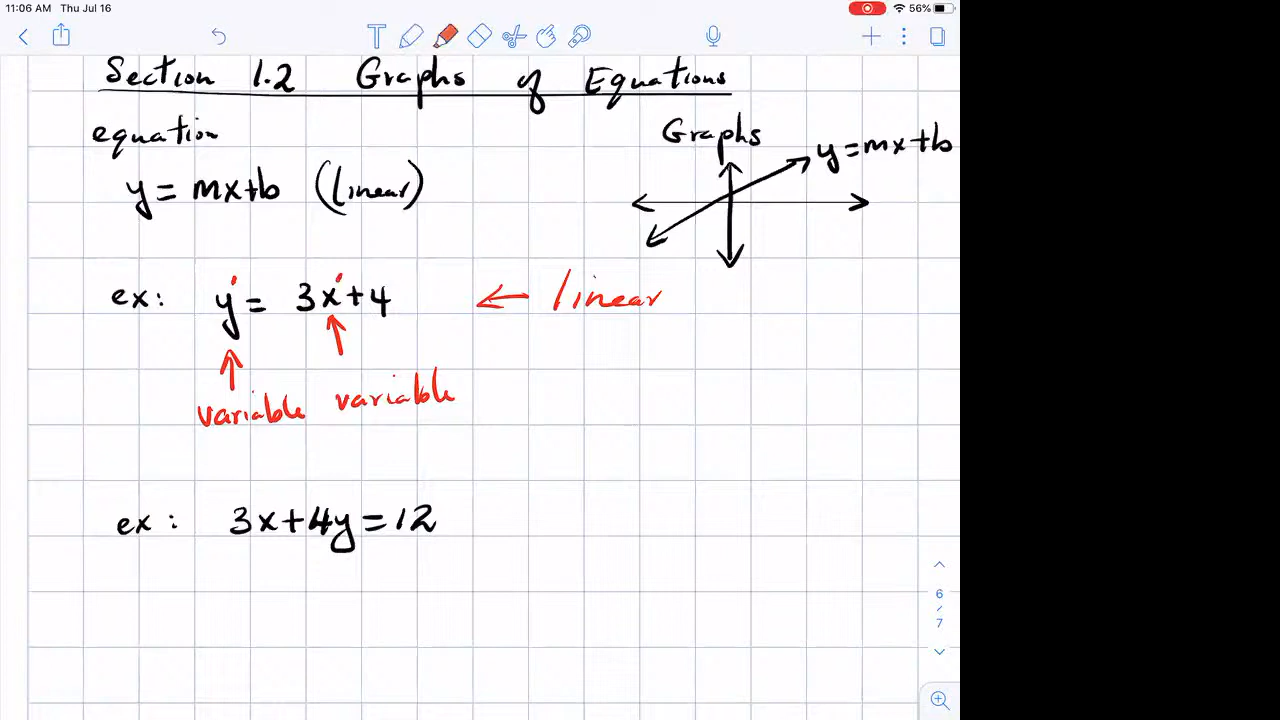 11:06 AM Thu Jul 16 56%
T
Section 1.2 Graphs of Equations
equation Graphs
y = mx+b (linear) y=mx+b
ex: y = 3x+4 ← linear
variable variable
ex: 3x+4y=12
6
/
7